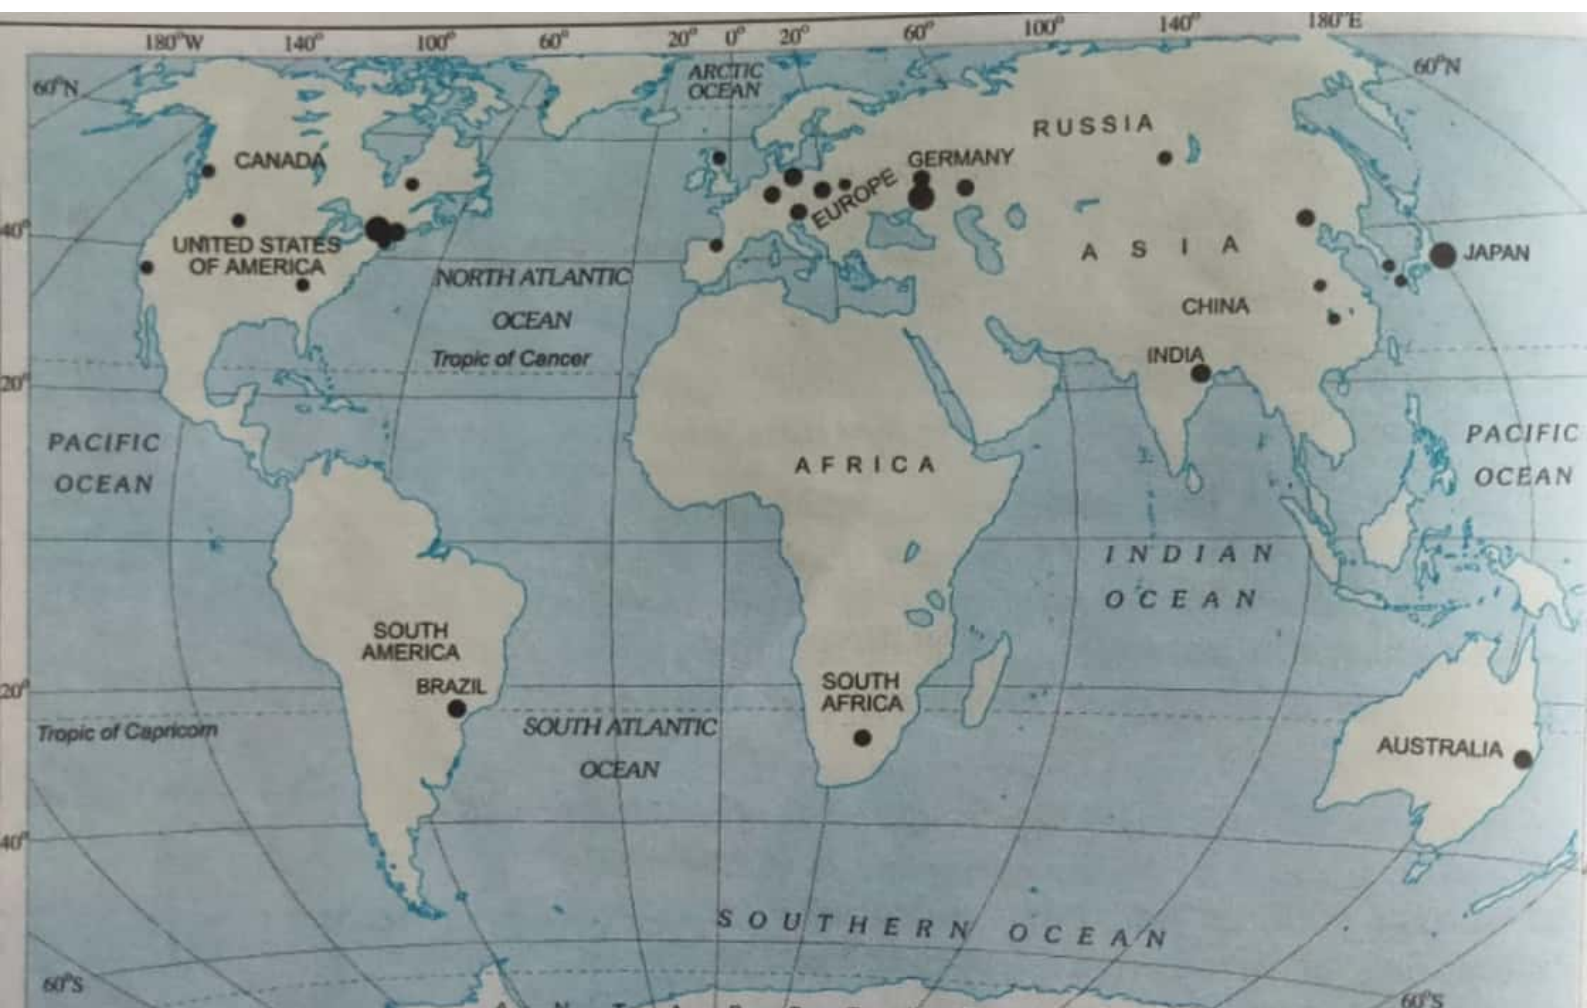 180°W 140° 100° 60° 20° 0° 20° 60° 100° 140° 180°E
60°N
ARCTIC
OCEAN
60°N
RUSSIA
CANADA
GERMANY
EUROPE
40°
UNITED STATES
OF AMERICA
ASIA
JAPAN
NORTH ATLANTIC
OCEAN
CHINA
Tropic of Cancer
INDIA
20°
PACIFIC
OCEAN
PACIFIC
OCEAN
AFRICA
INDIAN
OCEAN
SOUTH
AMERICA
BRAZIL
SOUTH
AFRICA
20°
Tropic of Capricorn
SOUTH ATLANTIC
OCEAN
AUSTRALIA
40°
SOUTHERN OCEAN
60°S
60°S